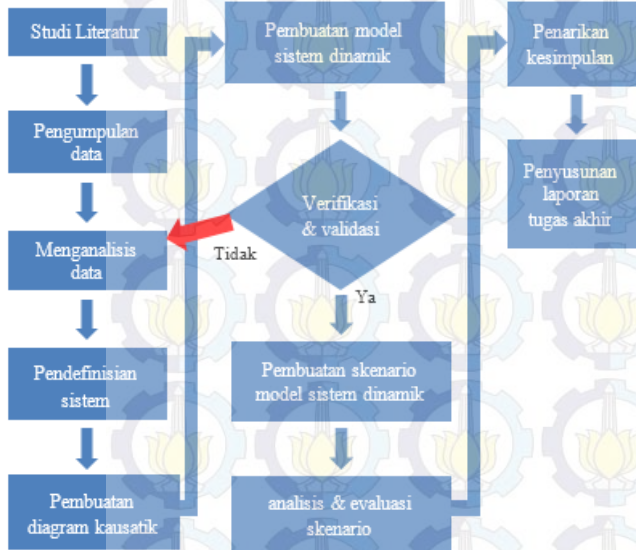 Studi Literatur
Pengumpulan
data
Menganalisis
data
Pendefinisian
sistem
Pembuatan
diagram kausatik
Pembuatan model
sistem dinamik
Verifikasi
& validasi
Tidak
Ya
Pembuatan skenario
model sistem dinamik
analisis & evaluasi
skenario
Penarikan
kesimpulan
Penyusunan
laporan
tugas akhir